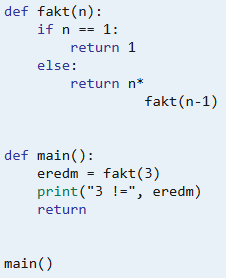 def fakt(n):
    if n == 1:
        return 1
    else:
        return n*
                 fakt(n-1)
def main():
    eredm = fakt(3)
    print("3 !=", eredm)
    return
main()